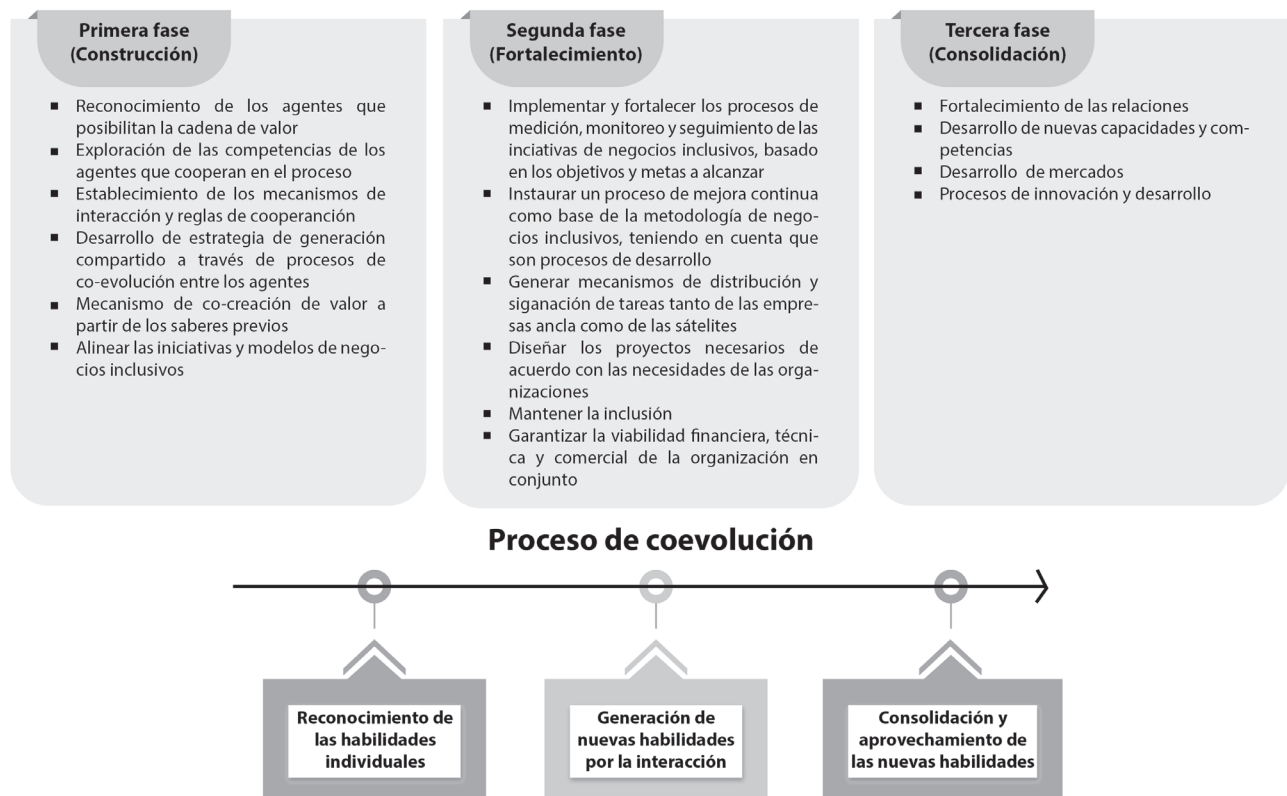 Primera fase
(Construcción)
■ Reconocimiento de los agentes que
posibilitan la cadena de valor
■ Exploración de las competencias de los
agentes que cooperan en el proceso
■ Establecimiento de los mecanismos de
interacción y reglas de cooperanción
■ Desarrollo de estrategia de generación
compartido a través de procesos de
co-evolución entre los agentes
■ Mecanismo de co-creación de valor a
partir de los saberes previos
■ Alinear las iniciativas y modelos de nego-
cios inclusivos
Segunda fase
(Fortalecimiento)
■ Implementar y fortalecer los procesos de
medición, monitoreo y seguimiento de las
inciativas de negocios inclusivos, basado
en los objetivos y metas a alcanzar
■ Instaurar un proceso de mejora continua
como base de la metodología de nego-
cios inclusivos, teniendo en cuenta que
son procesos de desarrollo
■ Generar mecanismos de distribución y
siganación de tareas tanto de las empre-
sas ancla como de las sátelites
■ Diseñar los proyectos necesarios de
acuerdo con las necesidades de las orga-
nizaciones
■ Mantener la inclusión
■ Garantizar la viabilidad financiera, técni-
ca y comercial de la organización en
conjunto
Tercera fase
(Consolidación)
■ Fortalecimiento de las relaciones
■ Desarrollo de nuevas capacidades y com-
petencias
■ Desarrollo de mercados
■ Procesos de innovación y desarrollo
Proceso de coevolución
Reconocimiento de
las habilidades
individuales
Generación de
nuevas habilidades
por la interacción
Consolidación y
aprovechamiento de
las nuevas habilidades